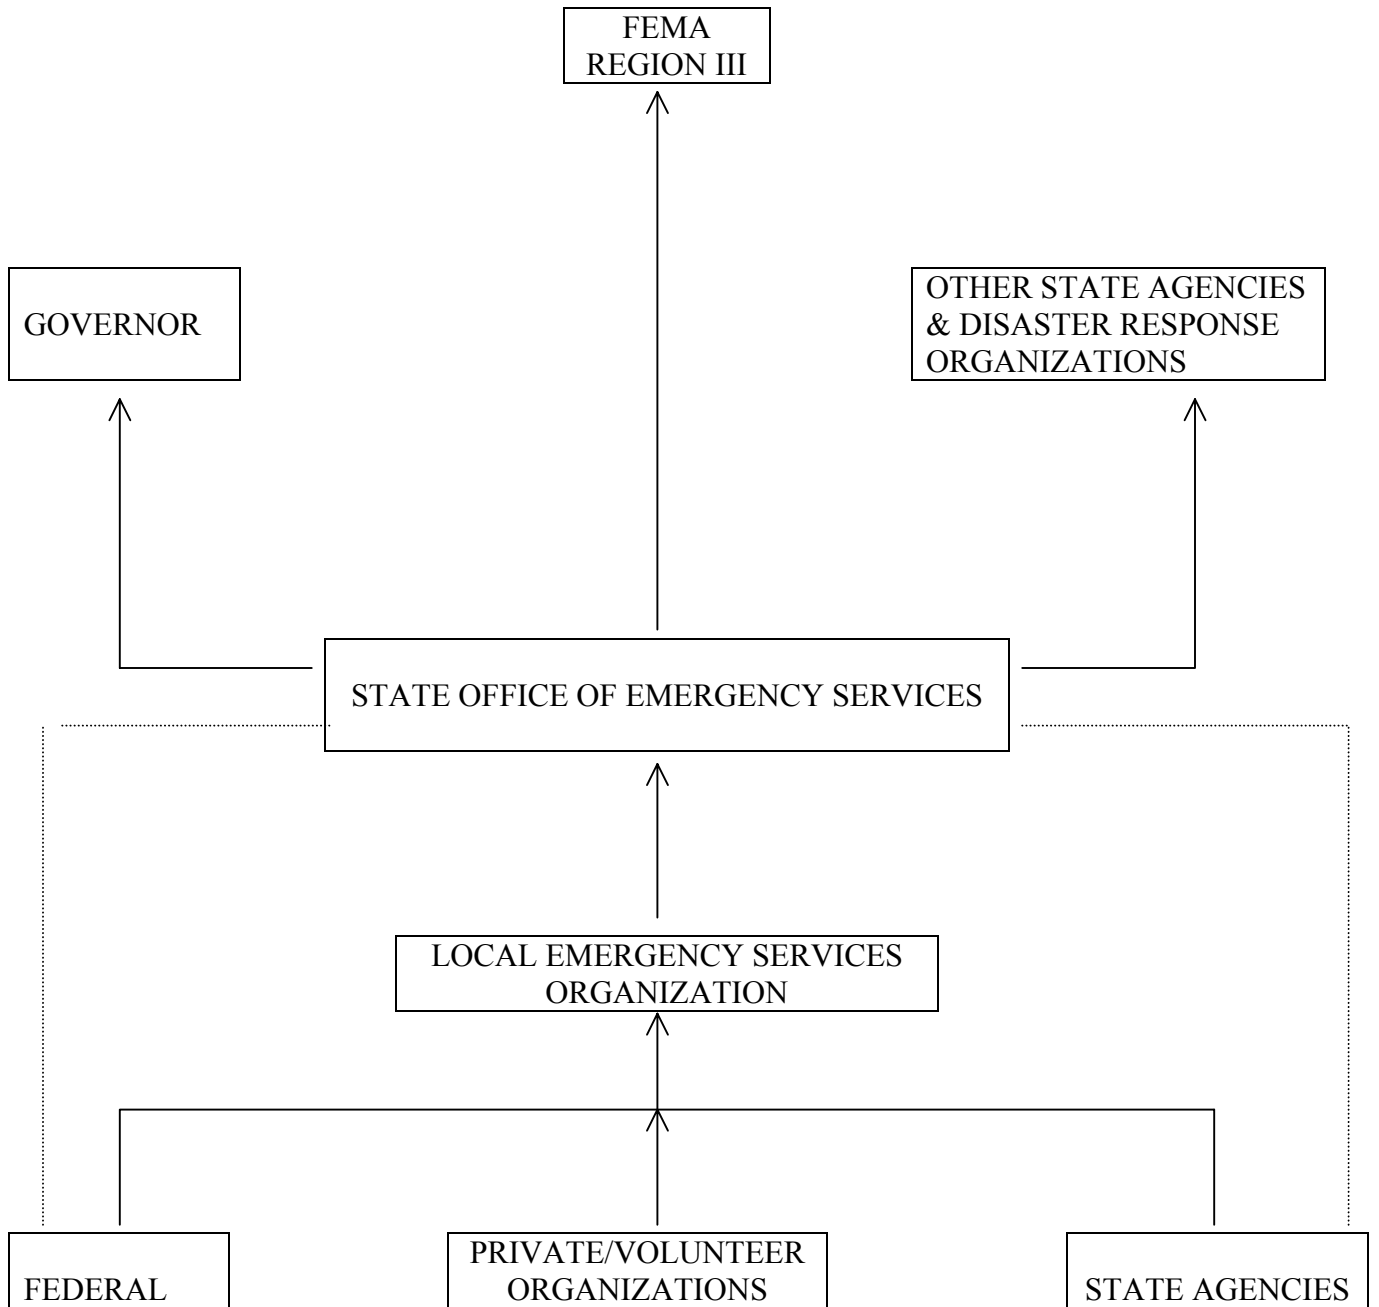 FEMA
REGION III
GOVERNOR
OTHER STATE AGENCIES
& DISASTER RESPONSE
ORGANIZATIONS
STATE OFFICE OF EMERGENCY SERVICES
LOCAL EMERGENCY SERVICES
ORGANIZATION
FEDERAL
PRIVATE/VOLUNTEER
ORGANIZATIONS
STATE AGENCIES